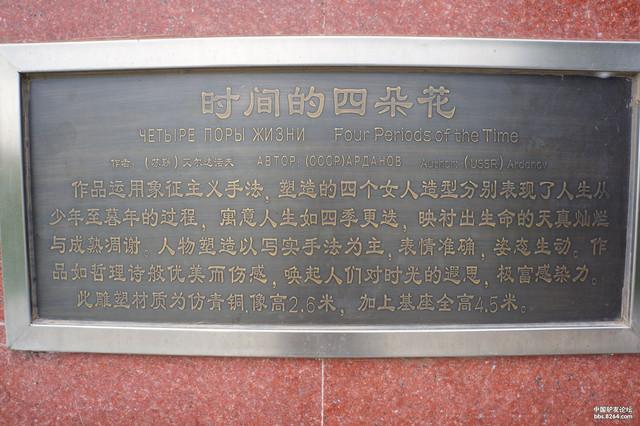 时间的四朵花
ЧЕТЫРЕ ПОРЫ ЖИЗНИ Four Periods of the Time
作者：（苏联）艾尔达诺夫 АВТОР：(СССР)АРДАНОВ Author：(USSR) Ardanov
作品运用象征主义手法，塑造的四个女人造型分别表现了人生从
少年至暮年的过程，寓意人生如四季更迭，映衬出生命的天真灿烂
与成熟凋谢。人物塑造以写实手法为主，表情准确，姿态生动。作
品如哲理诗般优美而伤感，唤起人们对时光的遐思，极富感染力。
此雕塑材质为仿青铜.像高2.6米，加上基座全高4.5米。
中国驴友论坛
bbs.8264.com